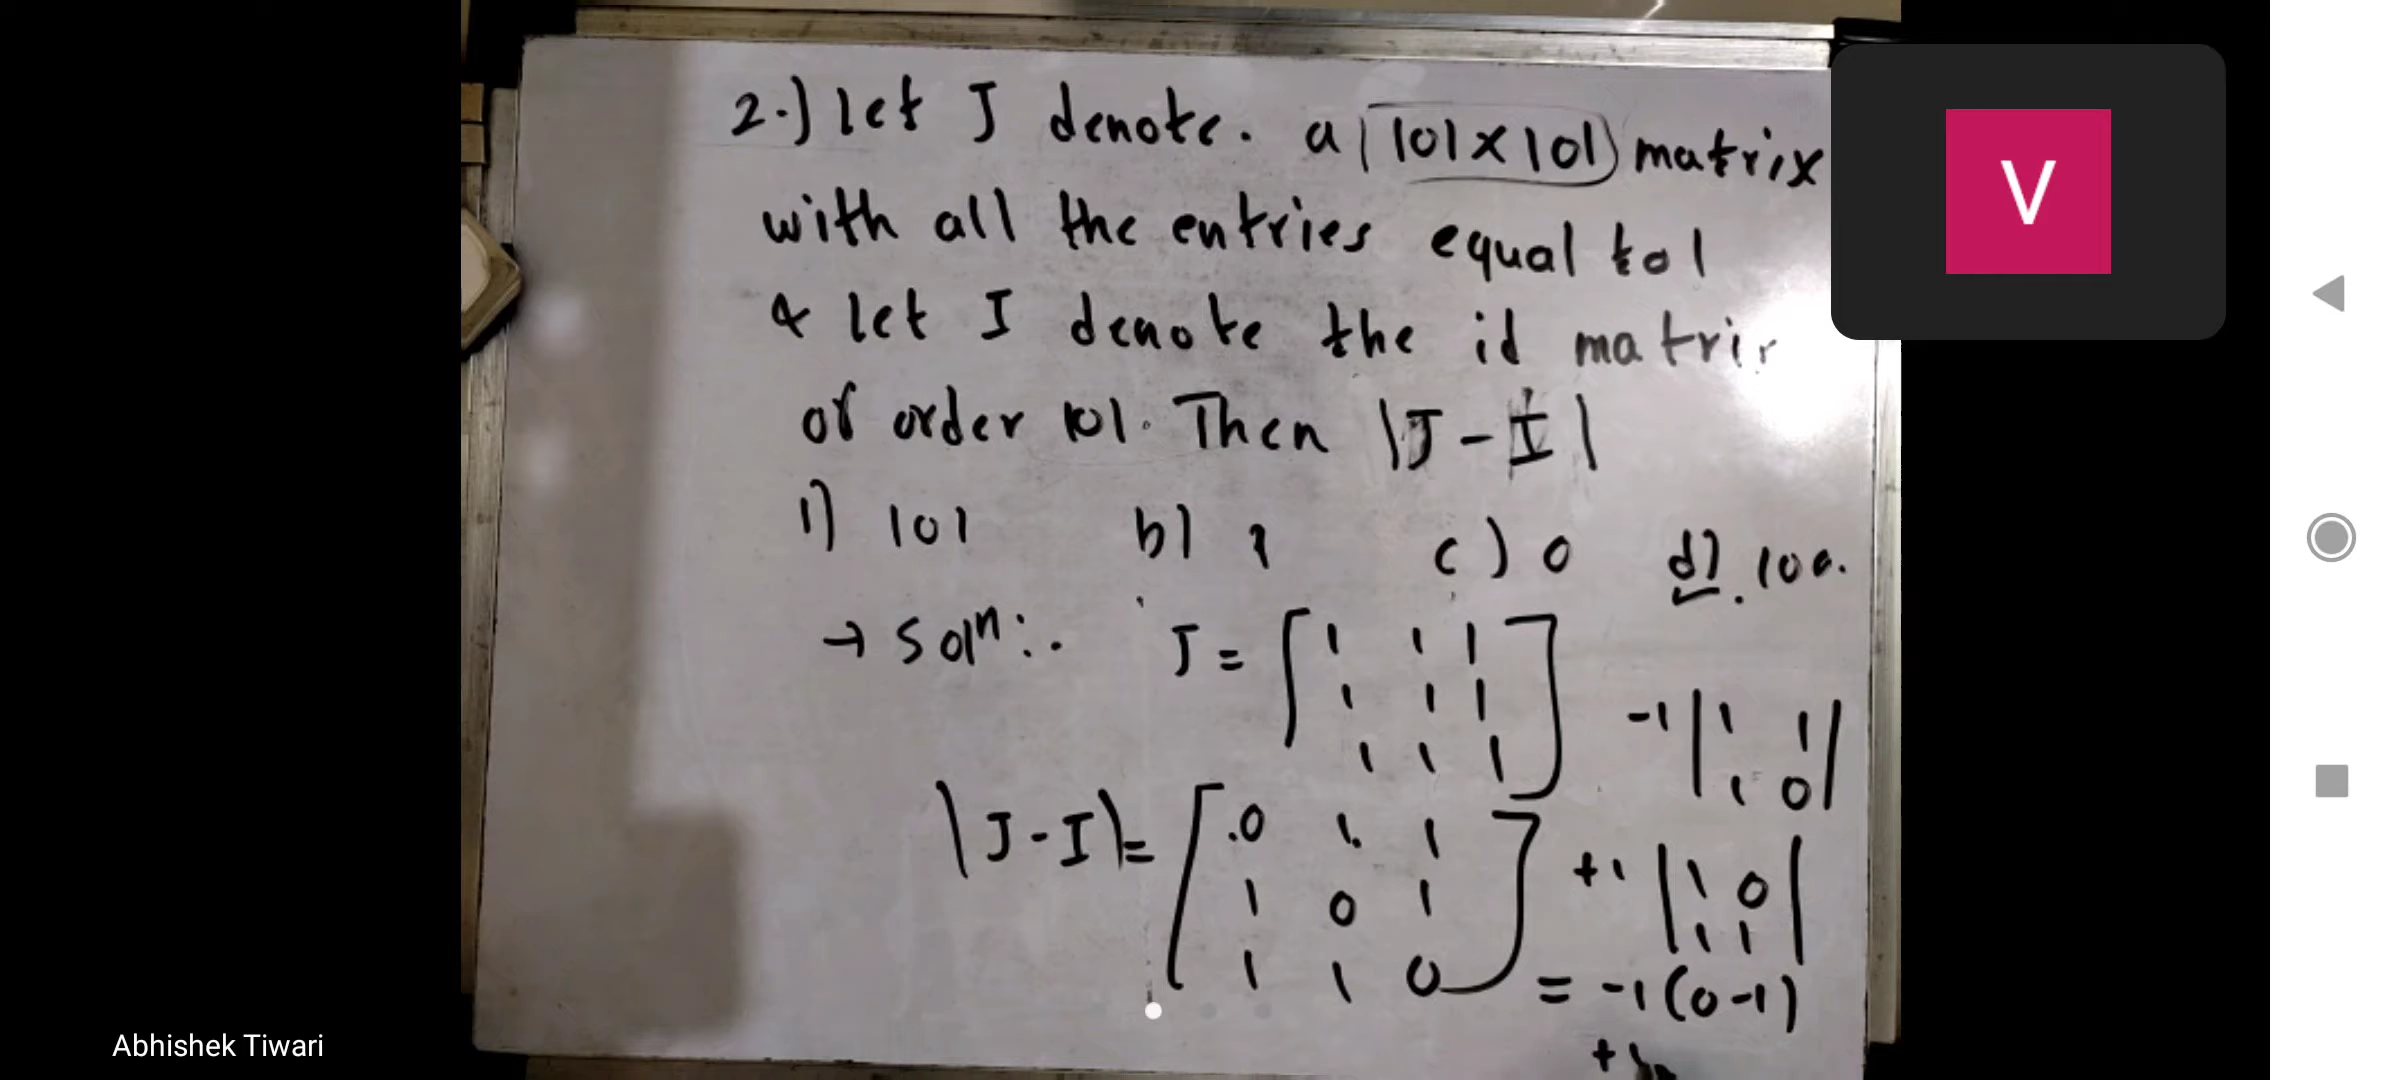 2.) let J denote. a 101×101 matrix
with all the entries equal to 1
& let I denote the id matrix
of order 101. Then |J-I|
1) 101 b) 1 c) 0 d) 100.
→ Solⁿ:. J = [1 1 1
1 1 1
1 1 1]
-1 |1 1
1 0|
|J-I| = [0 1 1
1 0 1
1 1 0]
+1 |1 0
1 1|
= -1(0-1)
V
Abhishek Tiwari